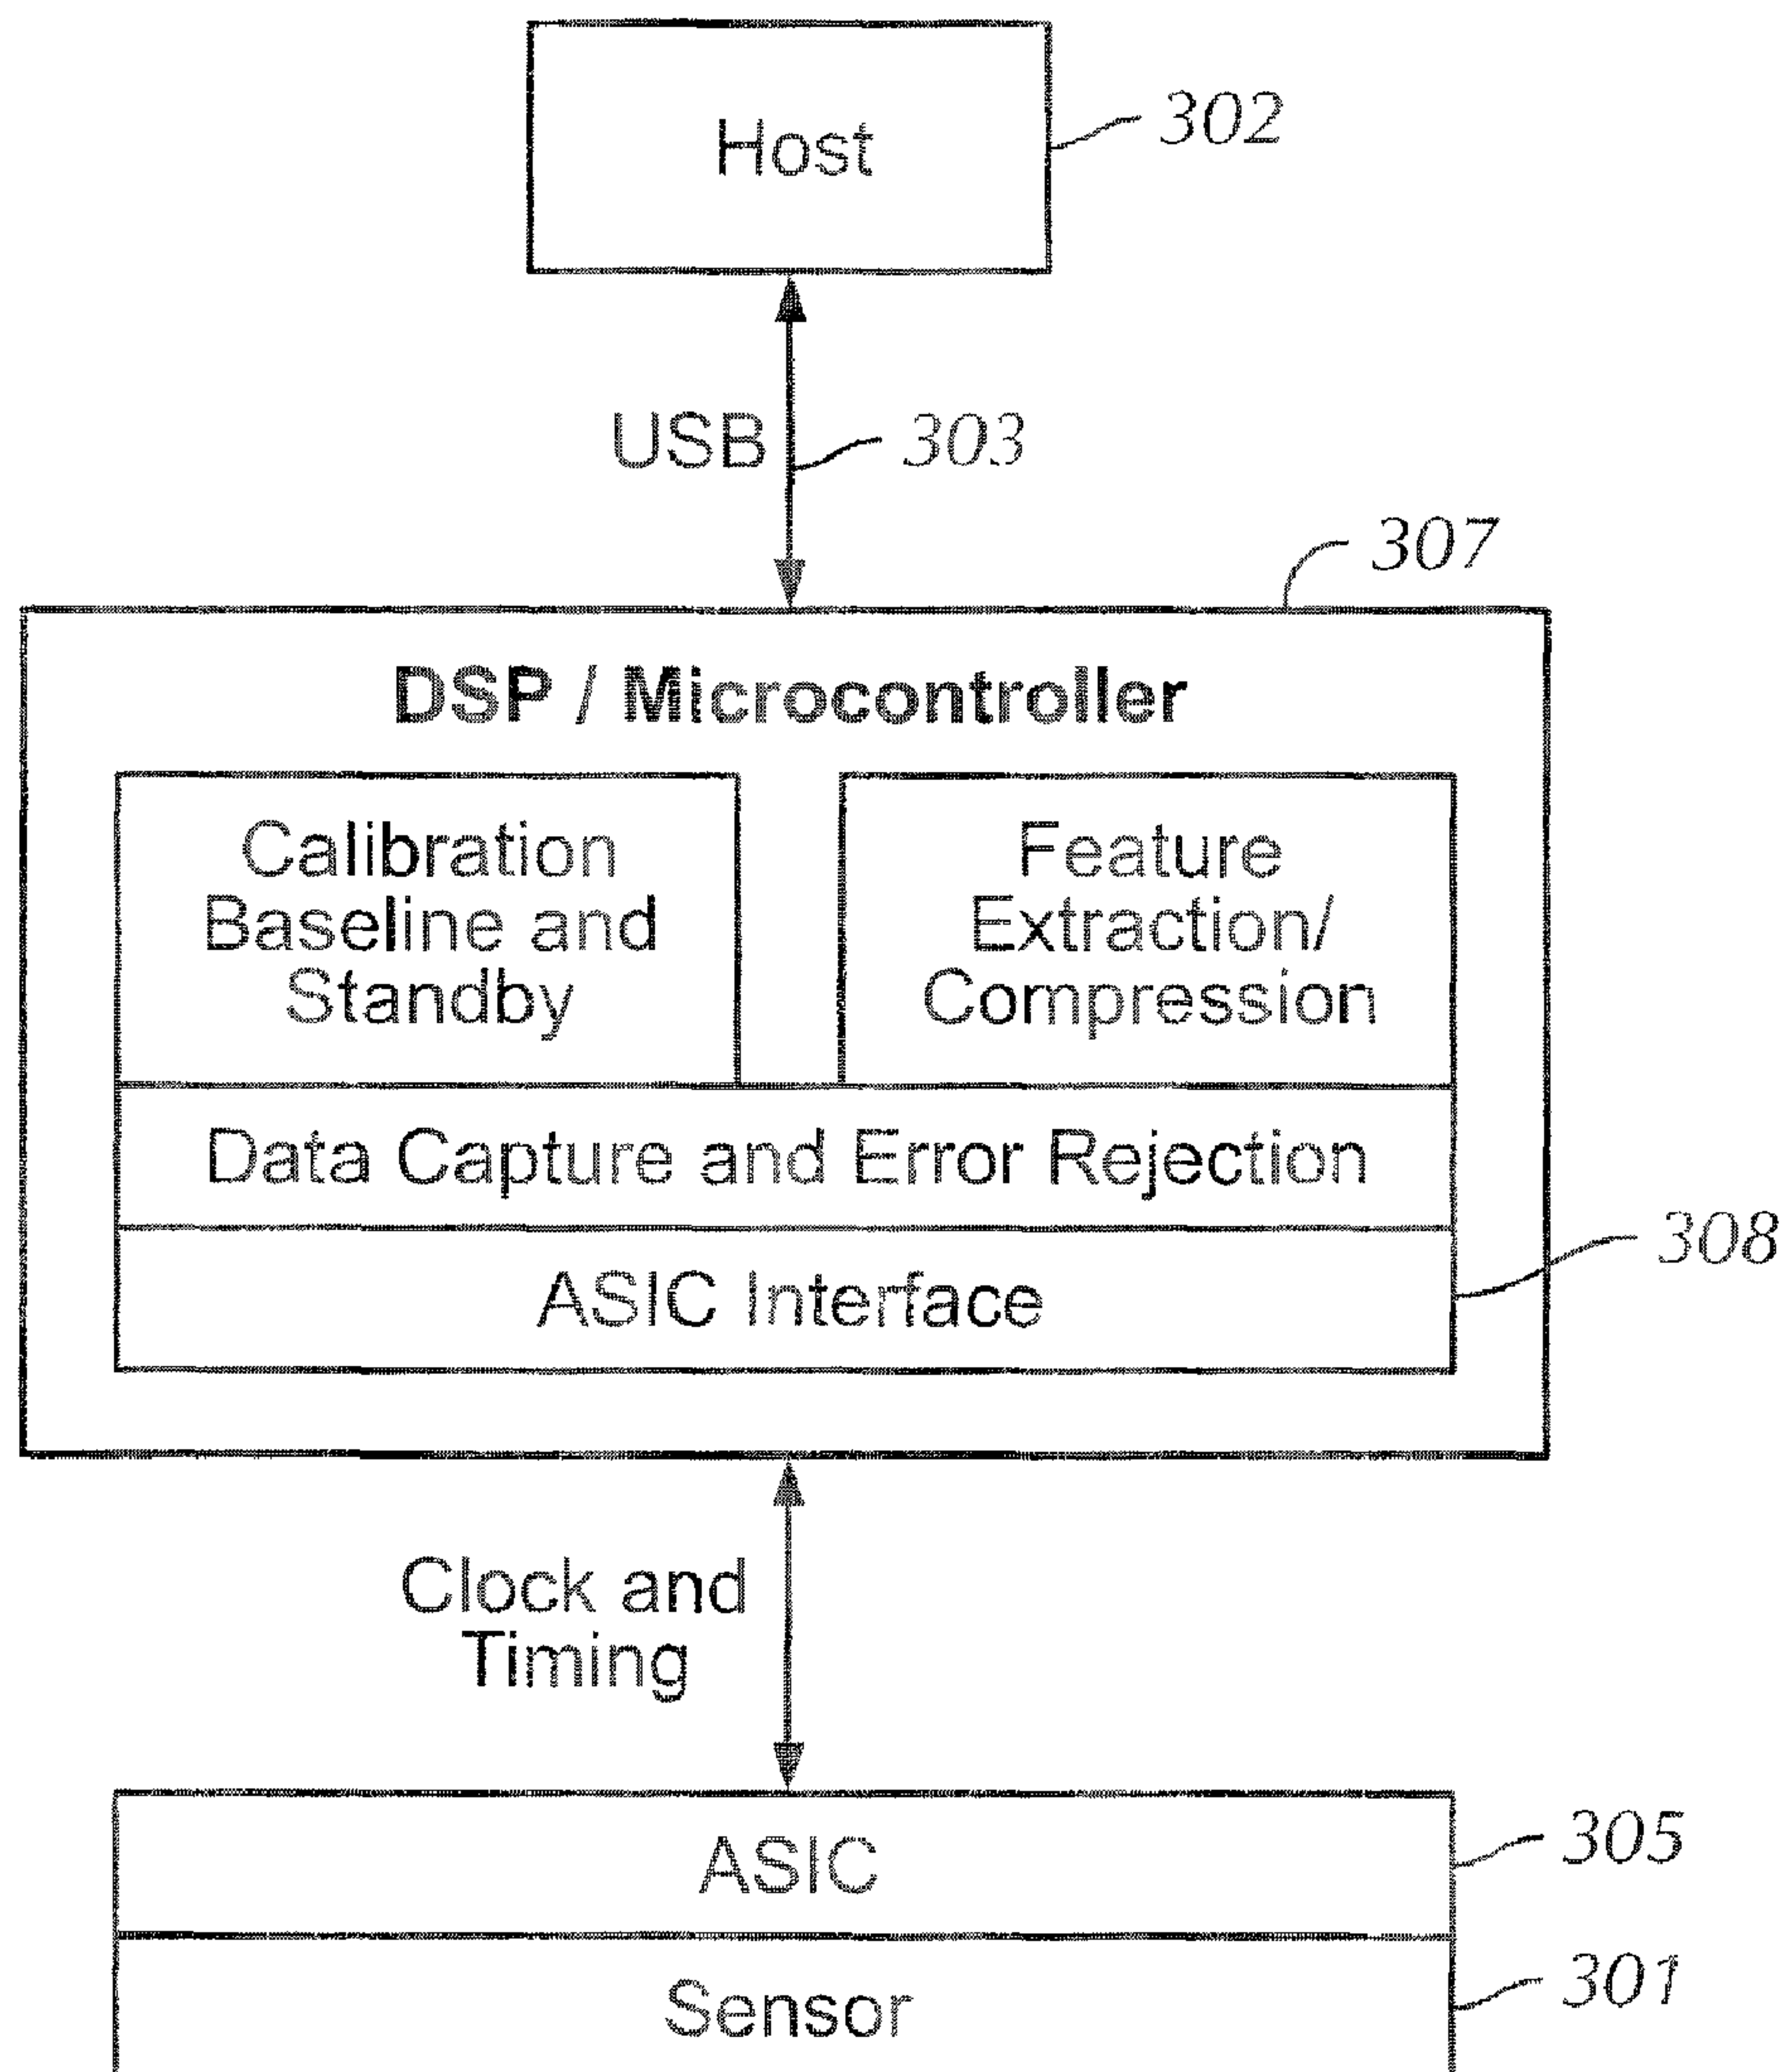 Host
302
USB
303
307
DSP / Microcontroller
Calibration
Baseline and
Standby
Feature
Extraction/
Compression
Data Capture and Error Rejection
308
ASIC Interface
Clock and
Timing
ASIC
305
Sensor
301